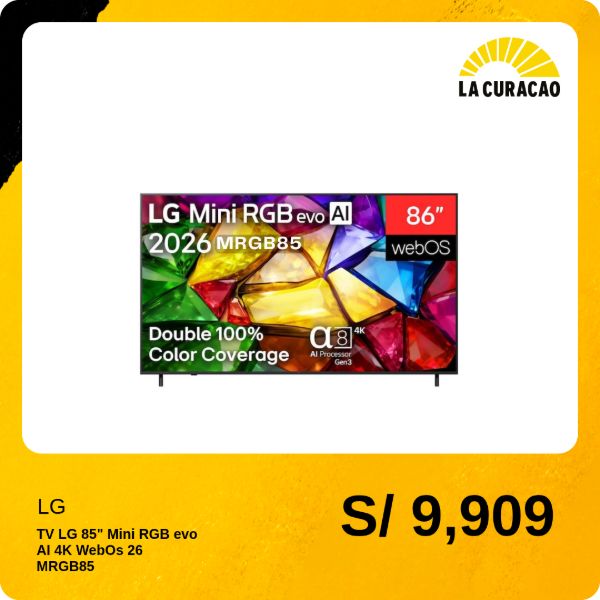 LA CURACAO
LG Mini RGB evo AI
86"
2026 MRGB85
webOS
Double 100%
Color Coverage
α8 4K
AI Processor
Gen3
LG
S/ 9,909
TV LG 85" Mini RGB evo
AI 4K WebOs 26
MRGB85